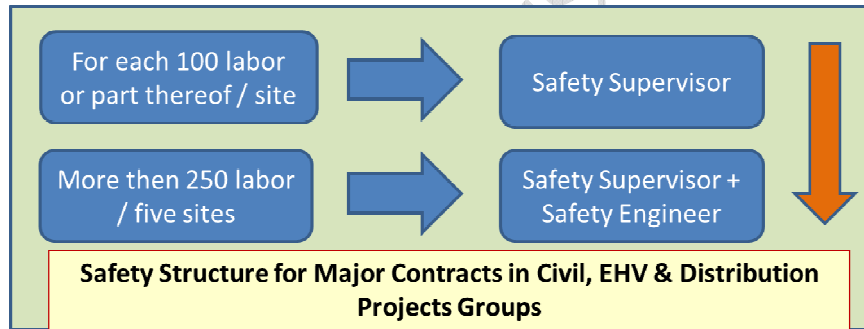 For each 100 labor
or part thereof / site
Safety Supervisor
More then 250 labor
/ five sites
Safety Supervisor +
Safety Engineer
Safety Structure for Major Contracts in Civil, EHV & Distribution
Projects Groups